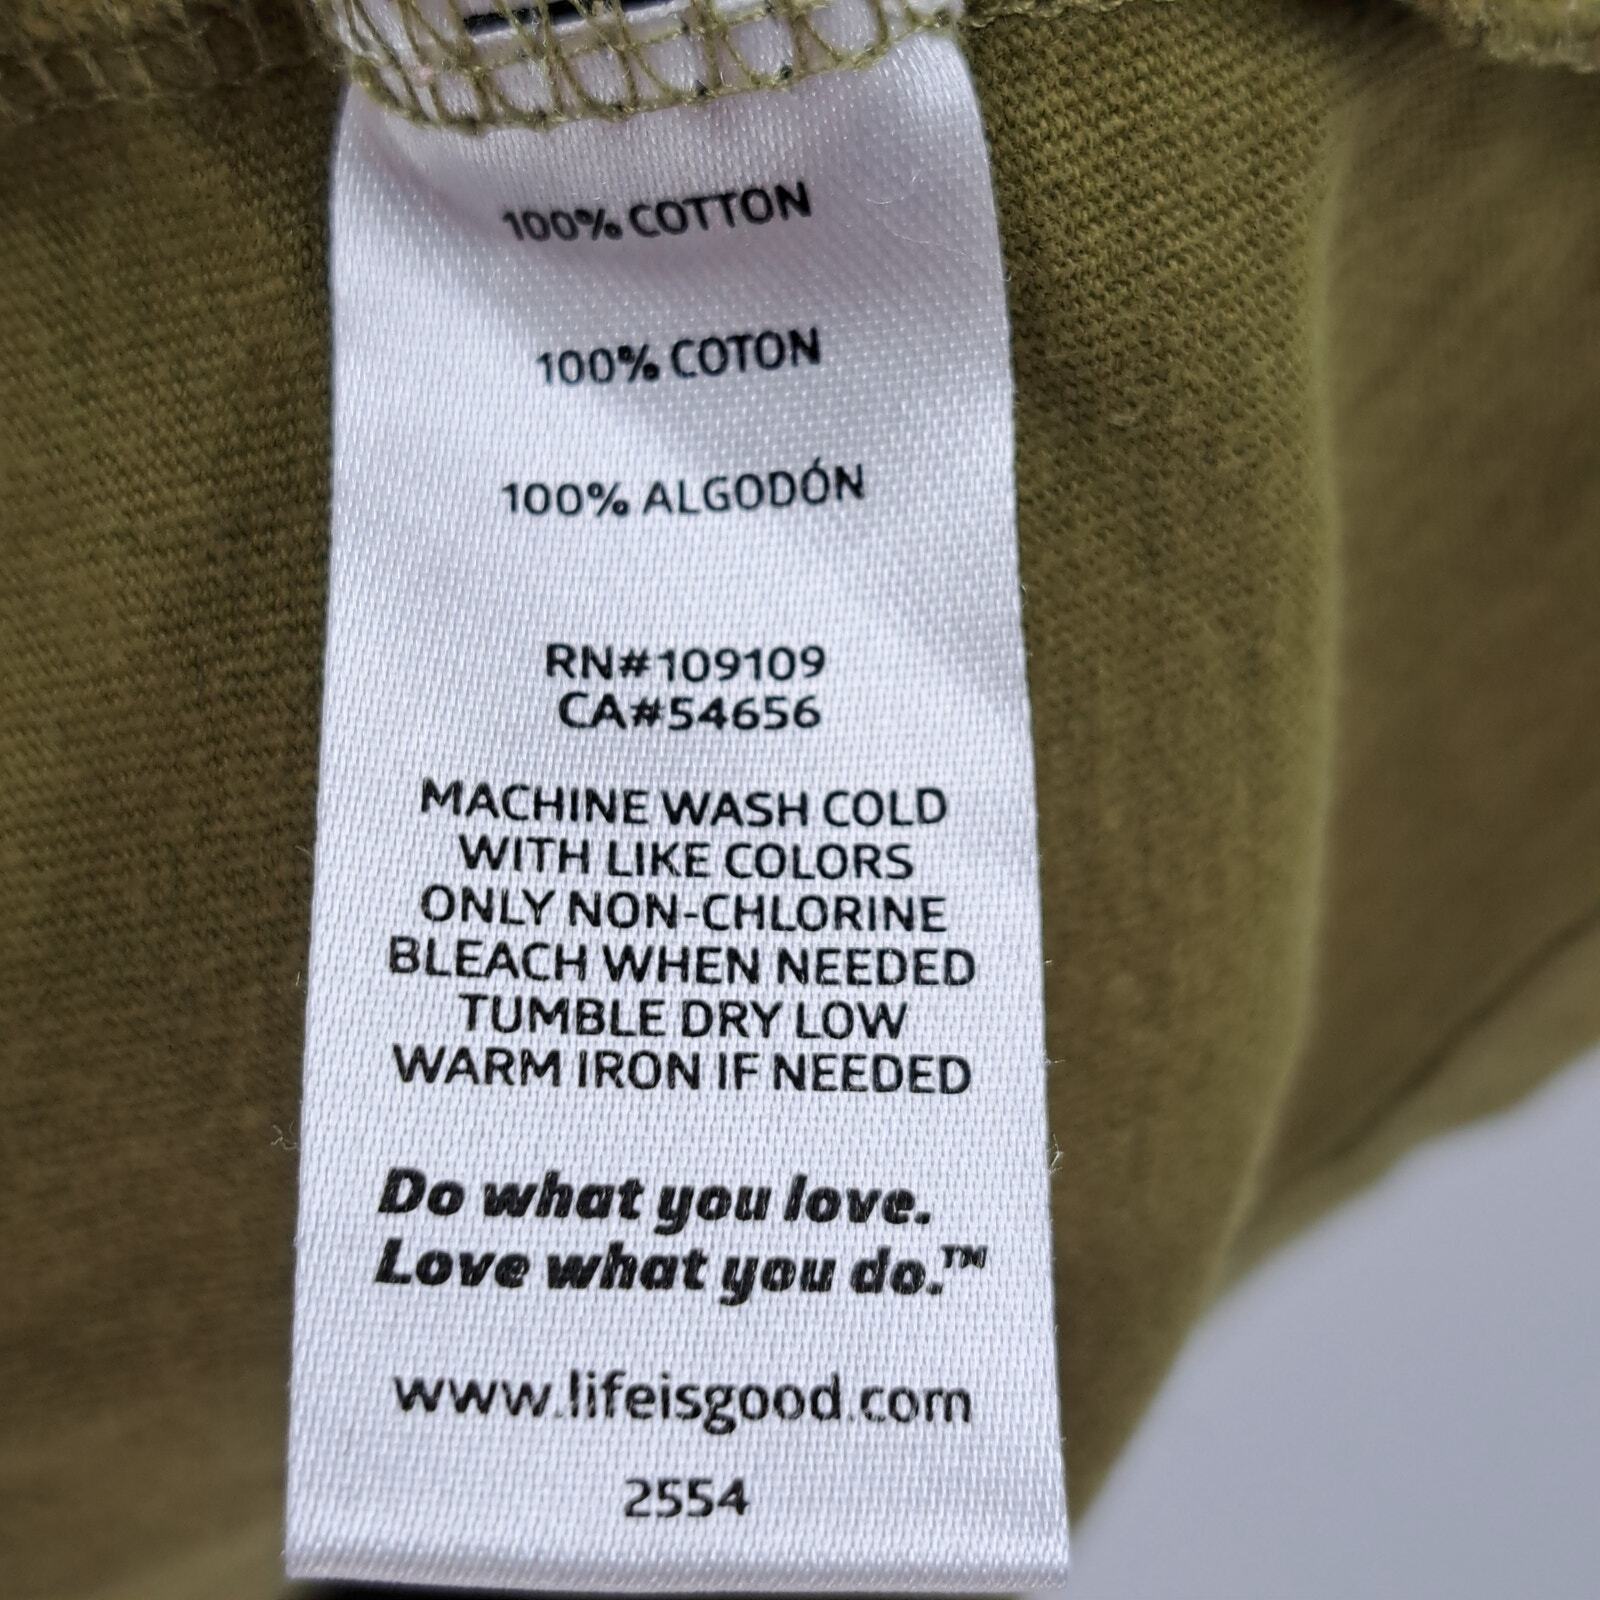 100% COTTON
100% COTON
100% ALGODÓN
RN#109109
CA#54656
MACHINE WASH COLD
WITH LIKE COLORS
ONLY NON-CHLORINE
BLEACH WHEN NEEDED
TUMBLE DRY LOW
WARM IRON IF NEEDED
Do what you love.
Love what you do.™
www.lifeisgood.com
2554